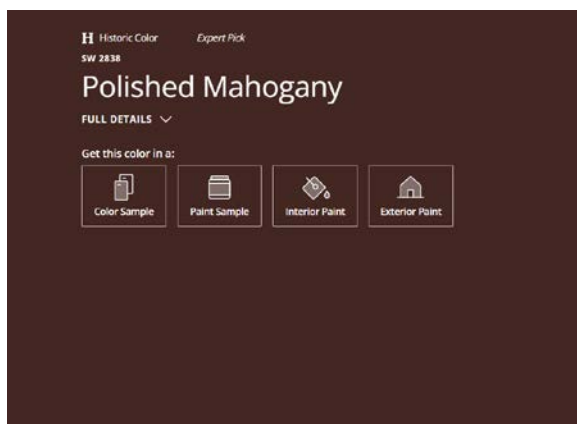 H Historic Color Expert Pick
SW 2838
Polished Mahogany
FULL DETAILS
Get this color in a:
Color Sample Paint Sample Interior Paint Exterior Paint